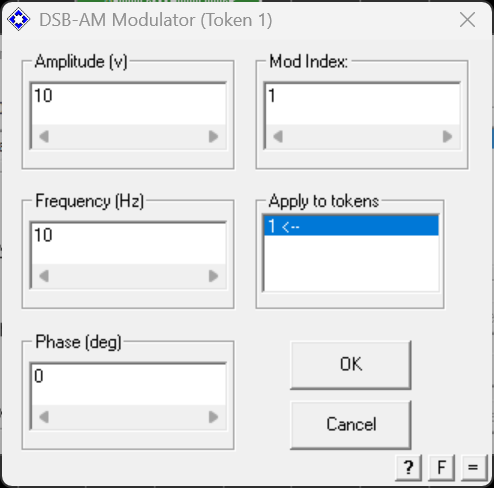 DSB-AM Modulator (Token 1)
Amplitude (v)
10
Mod Index:
1
Frequency (Hz)
10
Apply to tokens
1 <--
Phase (deg)
0
OK
Cancel
? F =